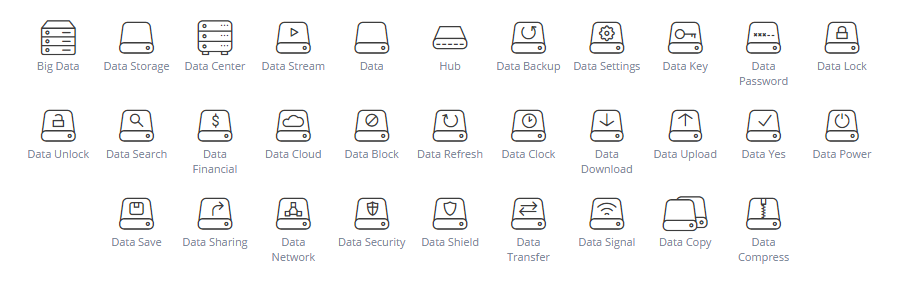 Big Data
Data Storage
Data Center
Data Stream
Data
Hub
Data Backup
Data Settings
Data Key
Data
Password
Data Lock
Data Unlock
Data Search
Data
Financial
Data Cloud
Data Block
Data Refresh
Data Clock
Data
Download
Data Upload
Data Yes
Data Power
Data Save
Data Sharing
Data
Network
Data Security
Data Shield
Data
Transfer
Data Signal
Data Copy
Data
Compress